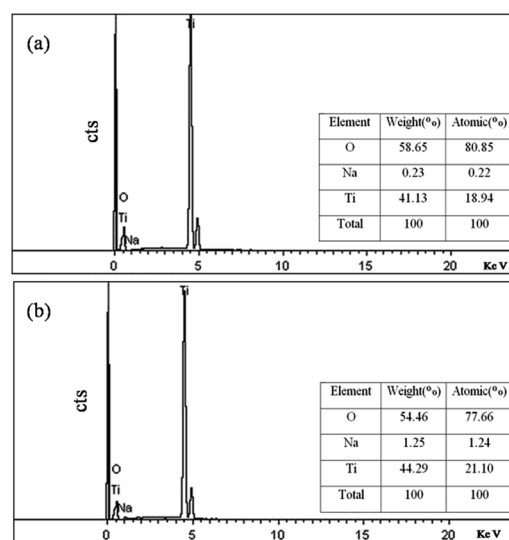 (a)
Ti
cts
Element Weight(%) Atomic(%)
O 58.65 80.85
Na 0.23 0.22
Ti 41.13 18.94
Total 100 100
O
Ti
Na
0 5 10 15 20 Ke V
(b)
Ti
cts
Element Weight(%) Atomic(%)
O 54.46 77.66
Na 1.25 1.24
Ti 44.29 21.10
Total 100 100
O
Ti
Na
0 5 10 15 20 Ke V